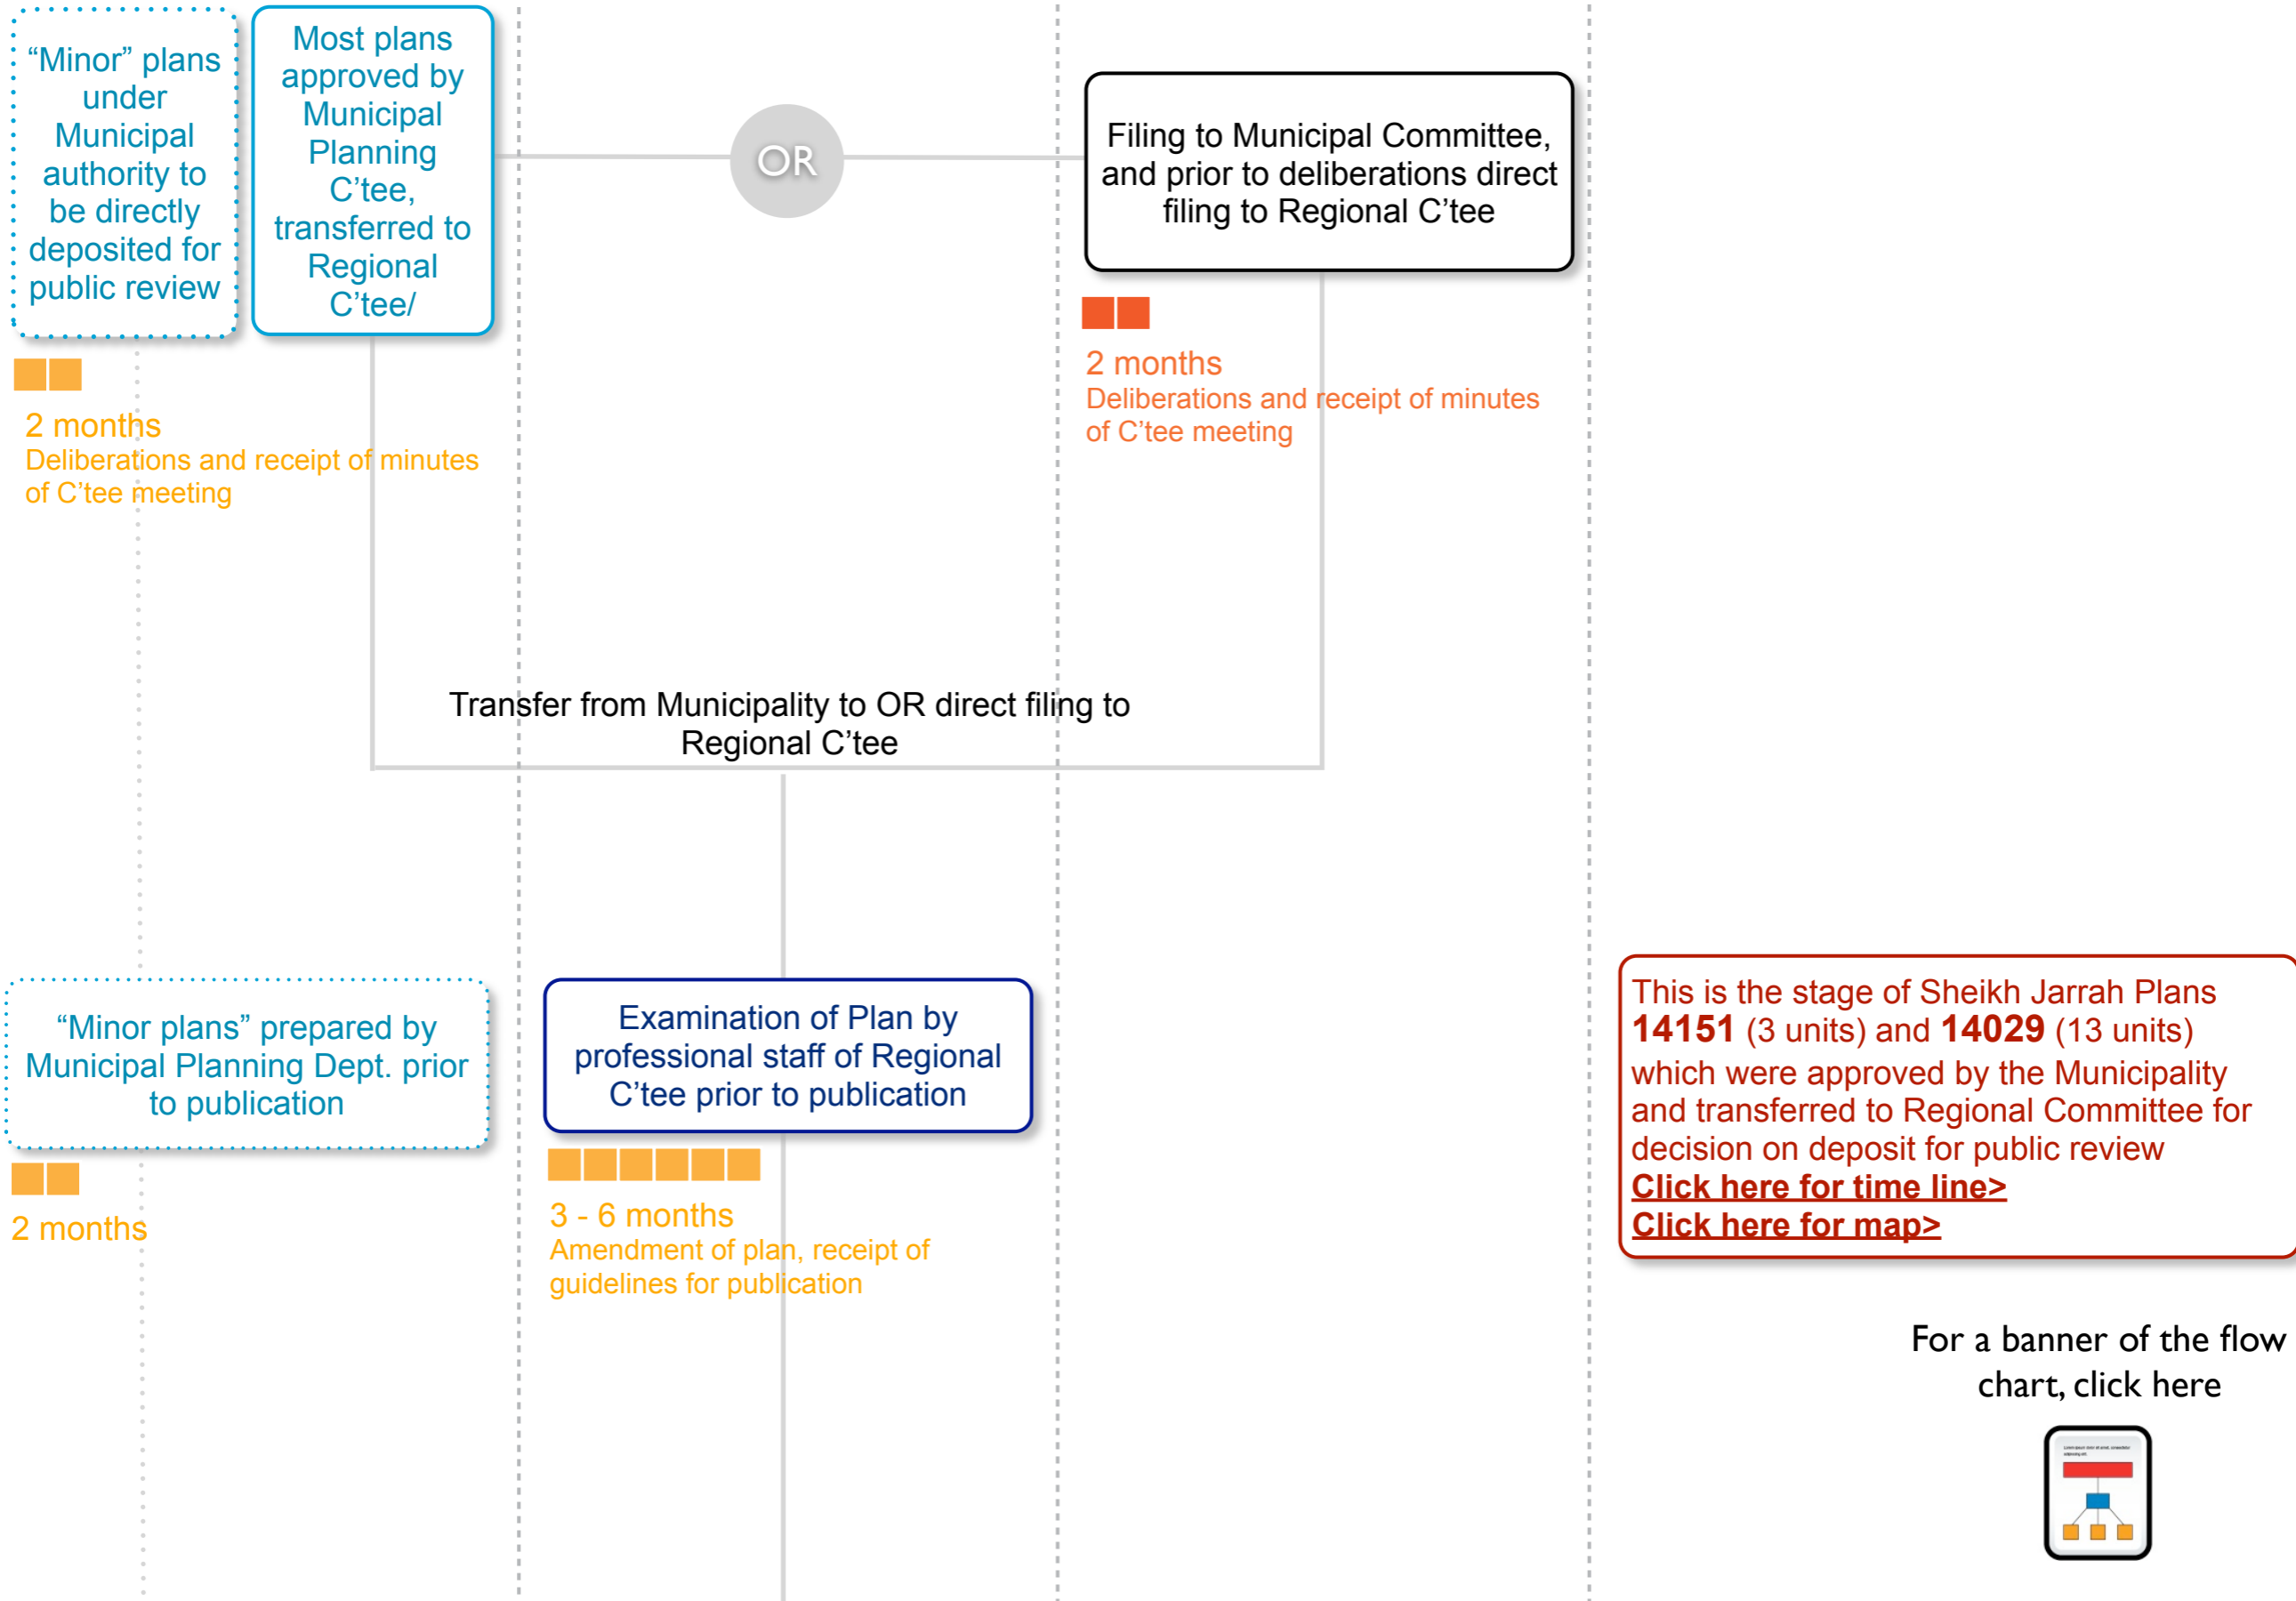 “Minor” plans
under
Municipal
authority to
be directly
deposited for
public review
Most plans
approved by
Municipal
Planning
C’tee,
transferred to
Regional
C’tee/
OR
Filing to Municipal Committee,
and prior to deliberations direct
filing to Regional C’tee
2 months
Deliberations and receipt of minutes
of C’tee meeting
2 months
Deliberations and receipt of minutes
of C’tee meeting
Transfer from Municipality to OR direct filing to
Regional C’tee
“Minor plans” prepared by
Municipal Planning Dept. prior
to publication
2 months
Examination of Plan by
professional staff of Regional
C’tee prior to publication
3 - 6 months
Amendment of plan, receipt of
guidelines for publication
This is the stage of Sheikh Jarrah Plans
14151 (3 units) and 14029 (13 units)
which were approved by the Municipality
and transferred to Regional Committee for
decision on deposit for public review
Click here for time line>
Click here for map>
For a banner of the flow
chart, click here
Lorem ipsum dolor sit amet, consectetur
adipiscing elit.